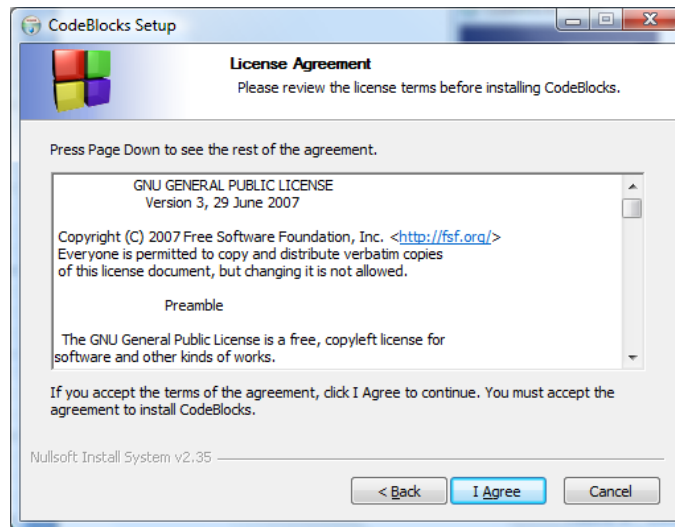 CodeBlocks Setup
License Agreement
Please review the license terms before installing CodeBlocks.
Press Page Down to see the rest of the agreement.
GNU GENERAL PUBLIC LICENSE
Version 3, 29 June 2007
Copyright (C) 2007 Free Software Foundation, Inc. <http://fsf.org/>
Everyone is permitted to copy and distribute verbatim copies
of this license document, but changing it is not allowed.
Preamble
The GNU General Public License is a free, copyleft license for
software and other kinds of works.
If you accept the terms of the agreement, click I Agree to continue. You must accept the
agreement to install CodeBlocks.
Nullsoft Install System v2.35
< Back I Agree Cancel